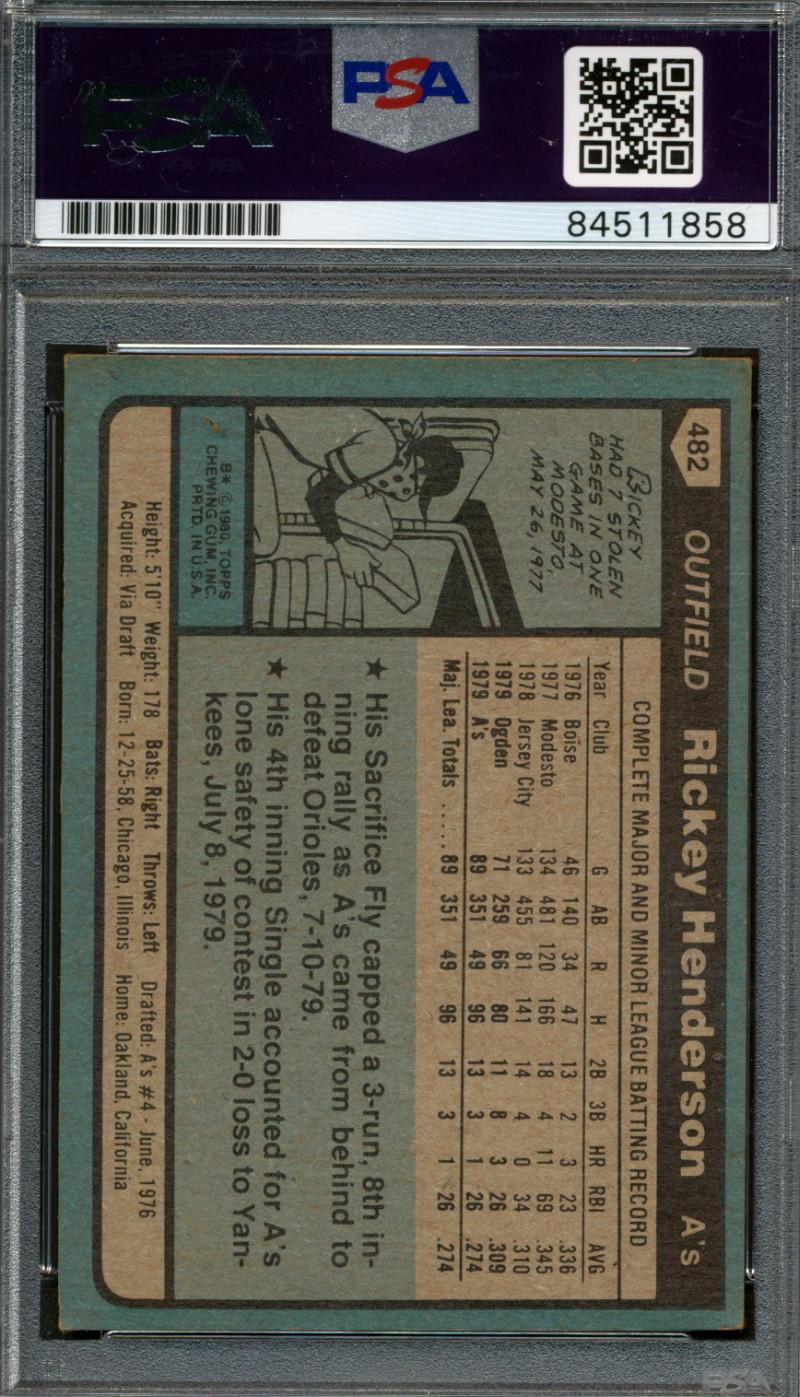 PSA
PSA
84511858
482 OUTFIELD Rickey Henderson A's
RICKEY
HAD 7 STOLEN
BASES IN ONE
GAME AT
MODESTO,
MAY 26, 1977
B* © 1980, TOPPS
CHEWING GUM, INC.
PRTD. IN U.S.A.
COMPLETE MAJOR AND MINOR LEAGUE BATTING RECORD
Year Club G AB R H 2B 3B HR RBI AVG
1976 Boise 46 140 34 47 13 2 3 23 .336
1977 Modesto 134 481 120 166 18 4 11 69 .345
1978 Jersey City 133 455 81 141 14 4 0 34 .310
1979 Ogden 71 259 66 80 11 8 3 26 .309
1979 A's 89 351 49 96 13 3 1 26 .274
Maj. Lea. Totals ..... 89 351 49 96 13 3 1 26 .274
★ His Sacrifice Fly capped a 3-run, 8th in-
ning rally as A's came from behind to
defeat Orioles, 7-10-79.
★ His 4th inning Single accounted for A's
lone safety of contest in 2-0 loss to Yan-
kees, July 8, 1979.
Height: 5'10" Weight: 178 Bats: Right Throws: Left Drafted: A's #4 - June, 1976
Acquired: Via Draft Born: 12-25-58, Chicago, Illinois Home: Oakland, California
PSA